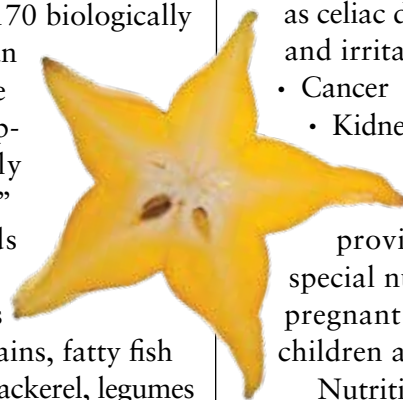 170 biologically
n
e
p-
ly
”
ds
s
ains, fatty fish
ackerel, legumes
as celiac d
and irrita
• Cancer
• Kidne
provi
special nu
pregnant
children a
Nutriti